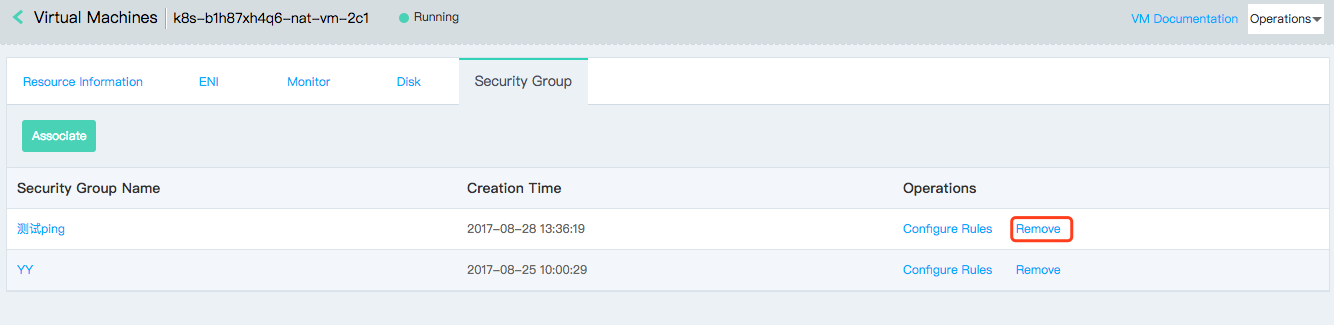 Virtual Machines k8s-b1h87xh4q6-nat-vm-2c1 Running VM Documentation Operations
Resource Information ENI Monitor Disk Security Group
Associate
Security Group Name Creation Time Operations
测试ping 2017-08-28 13:36:19 Configure Rules Remove
YY 2017-08-25 10:00:29 Configure Rules Remove